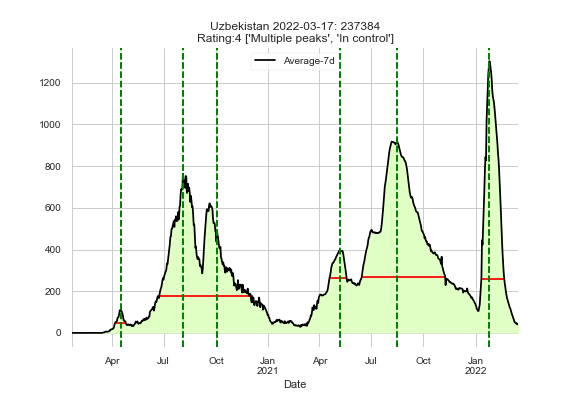 Uzbekistan 2022-03-17: 237384
Rating:4 ['Multiple peaks', 'In control']
Average-7d
1200
1000
800
600
400
200
0
Apr Jul Oct Jan Apr Jul Oct Jan
2021 2022
Date